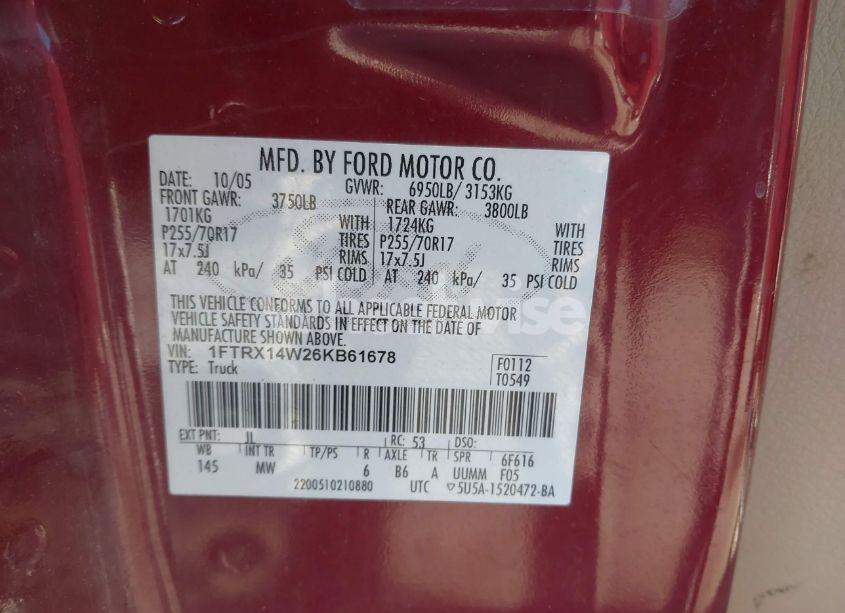 MFD. BY FORD MOTOR CO.
DATE: 10/05 GVWR: 6950LB/ 3153KG
FRONT GAWR: 3750LB REAR GAWR: 3800LB
1701KG WITH 1724KG WITH
P255/70R17 TIRES P255/70R17 TIRES
17x7.5J RIMS 17x7.5J RIMS
AT 240 kPa/ 35 PSI COLD AT 240 kPa/ 35 PSI COLD
THIS VEHICLE CONFORMS TO ALL APPLICABLE FEDERAL MOTOR
VEHICLE SAFETY STANDARDS IN EFFECT ON THE DATE OF
MANUFACTURE SHOWN ABOVE.
VIN: 1FTRX14W26KB61678
TYPE: Truck
F0112
T0549
EXT PNT: JL RC: 53 DSO:
WB INT TR TP/PS R AXLE TR SPR 6F616
145 MW 6 B6 A UUMM F05
2200510210880 UTC ▽5U5A-1520472-BA